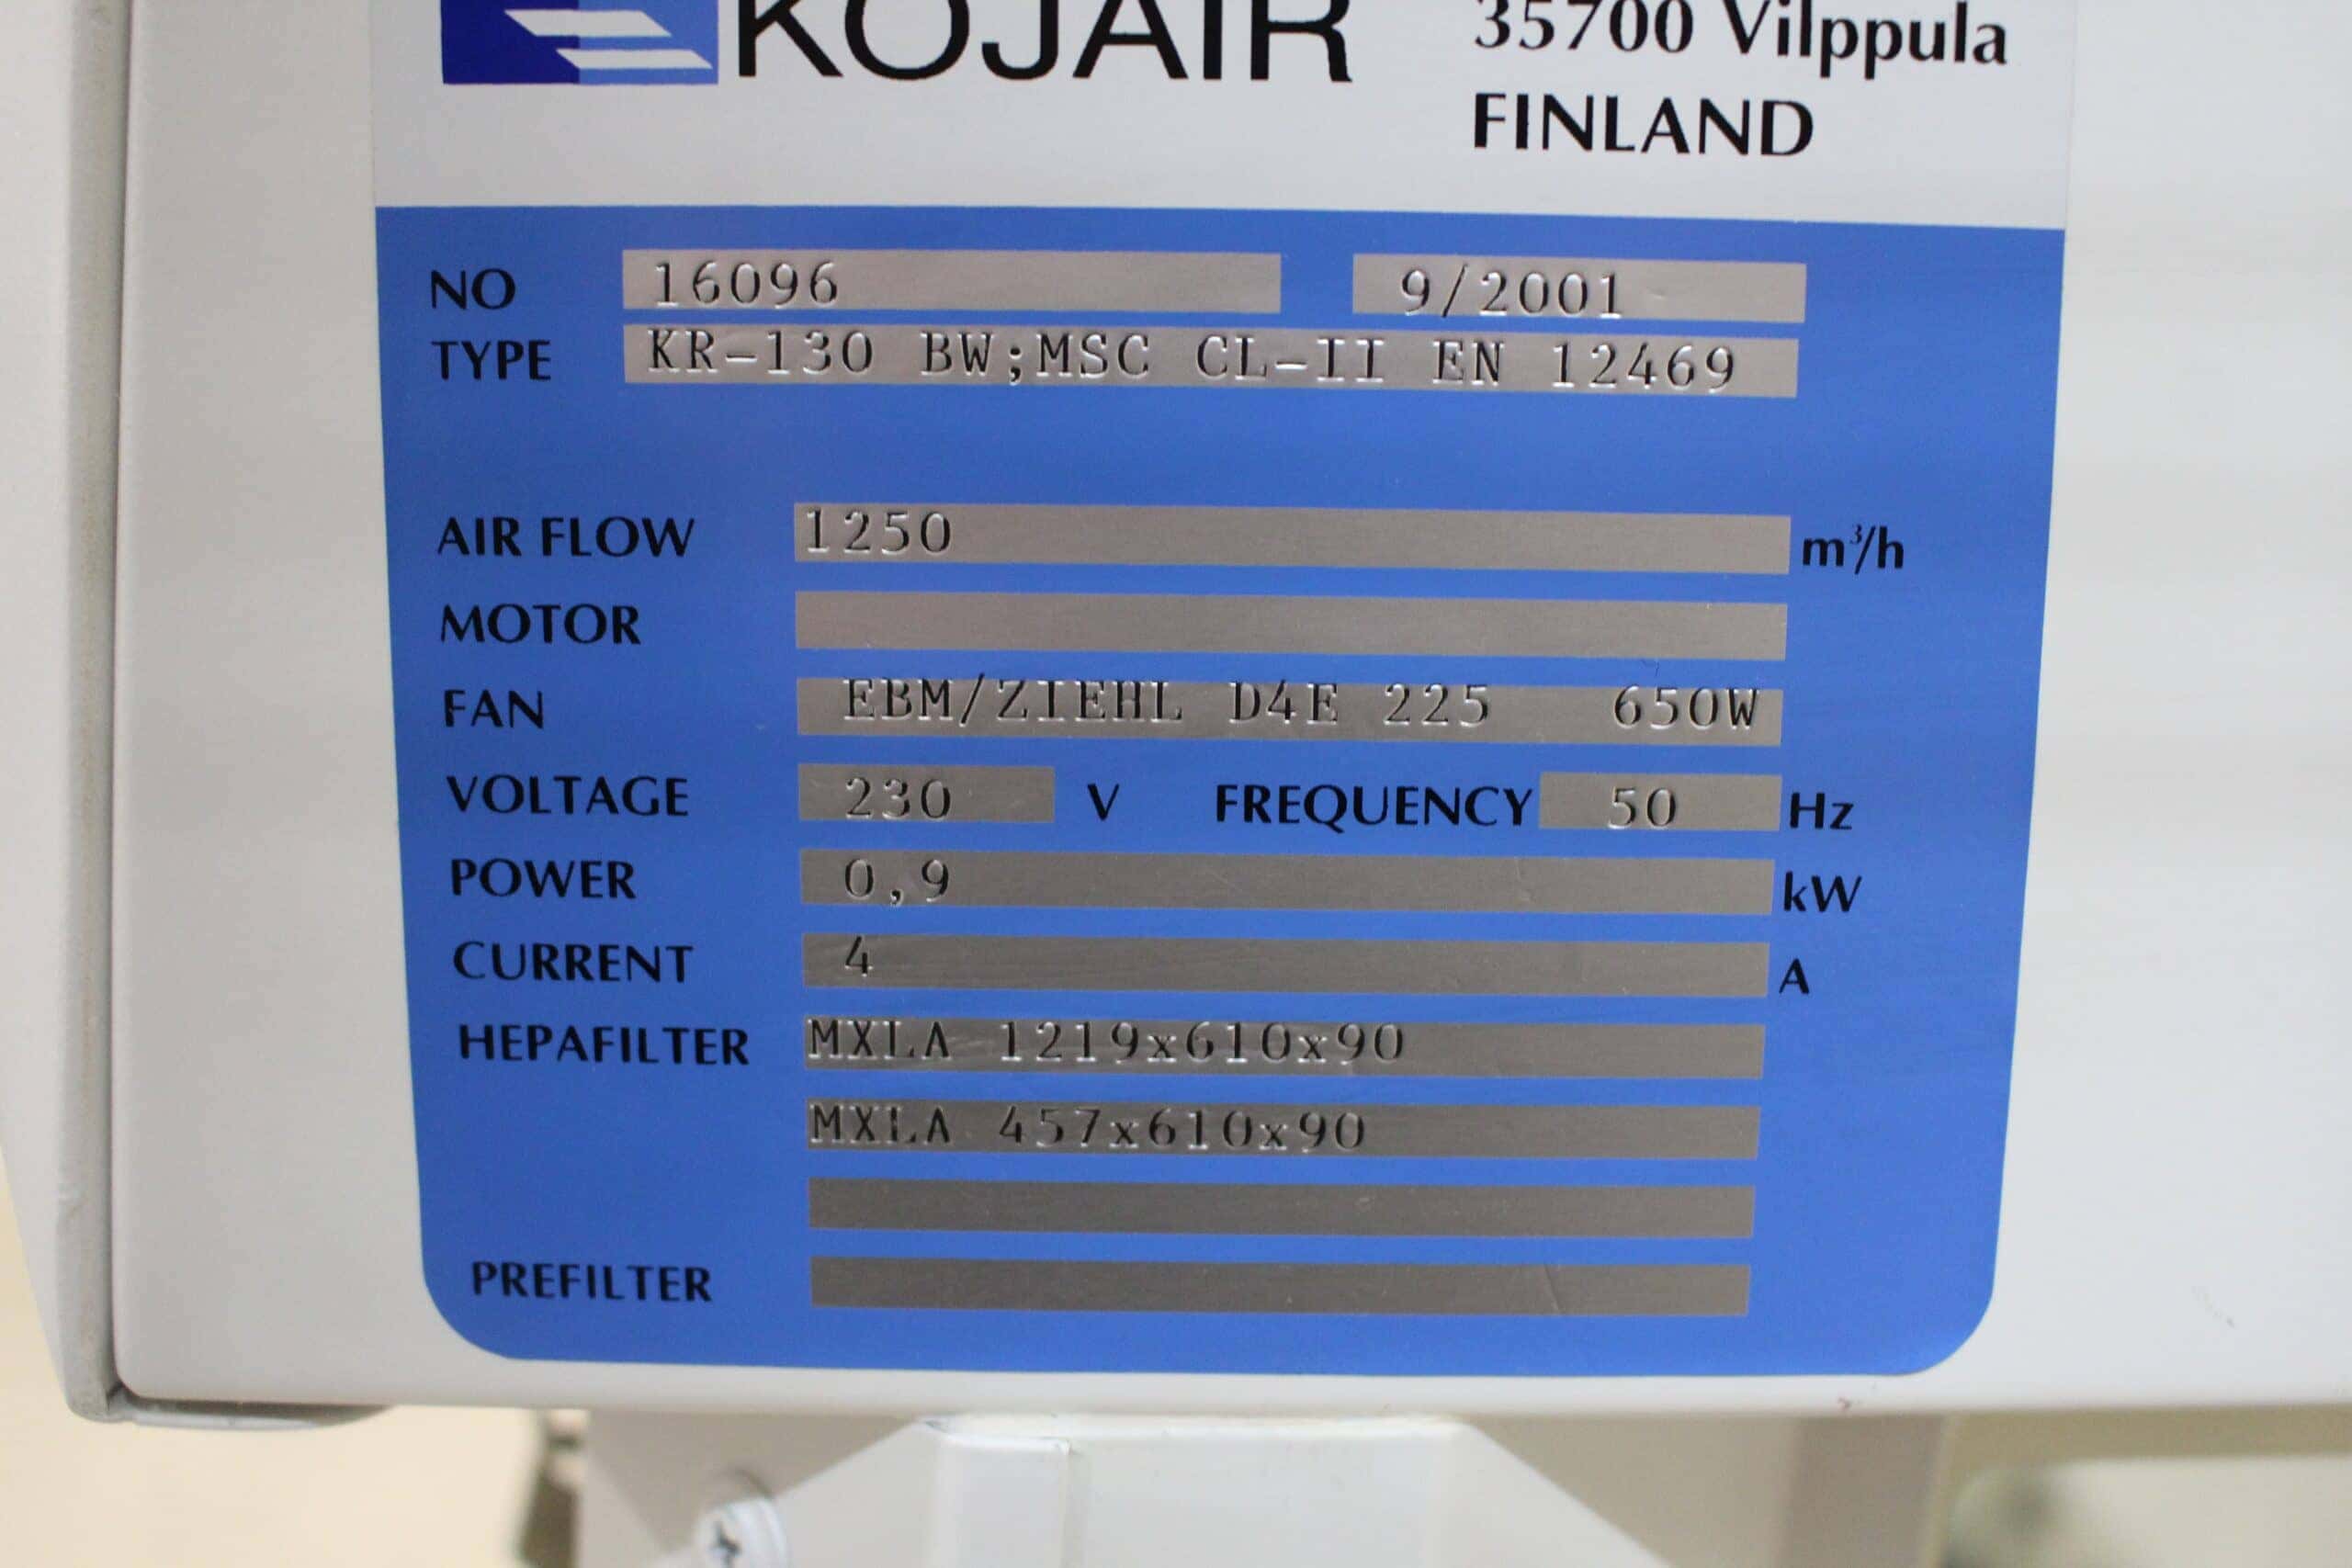 KOJAIR
35700 Vilppula
FINLAND
NO 16096 9/2001
TYPE KR-130 BW;MSC CL-II EN 12469
AIR FLOW 1250 m³/h
MOTOR
FAN EBM/ZIEHL D4E 225 650W
VOLTAGE 230 V FREQUENCY 50 Hz
POWER 0,9 kW
CURRENT 4 A
HEPAFILTER MXLA 1219x610x90
MXLA 457x610x90
PREFILTER